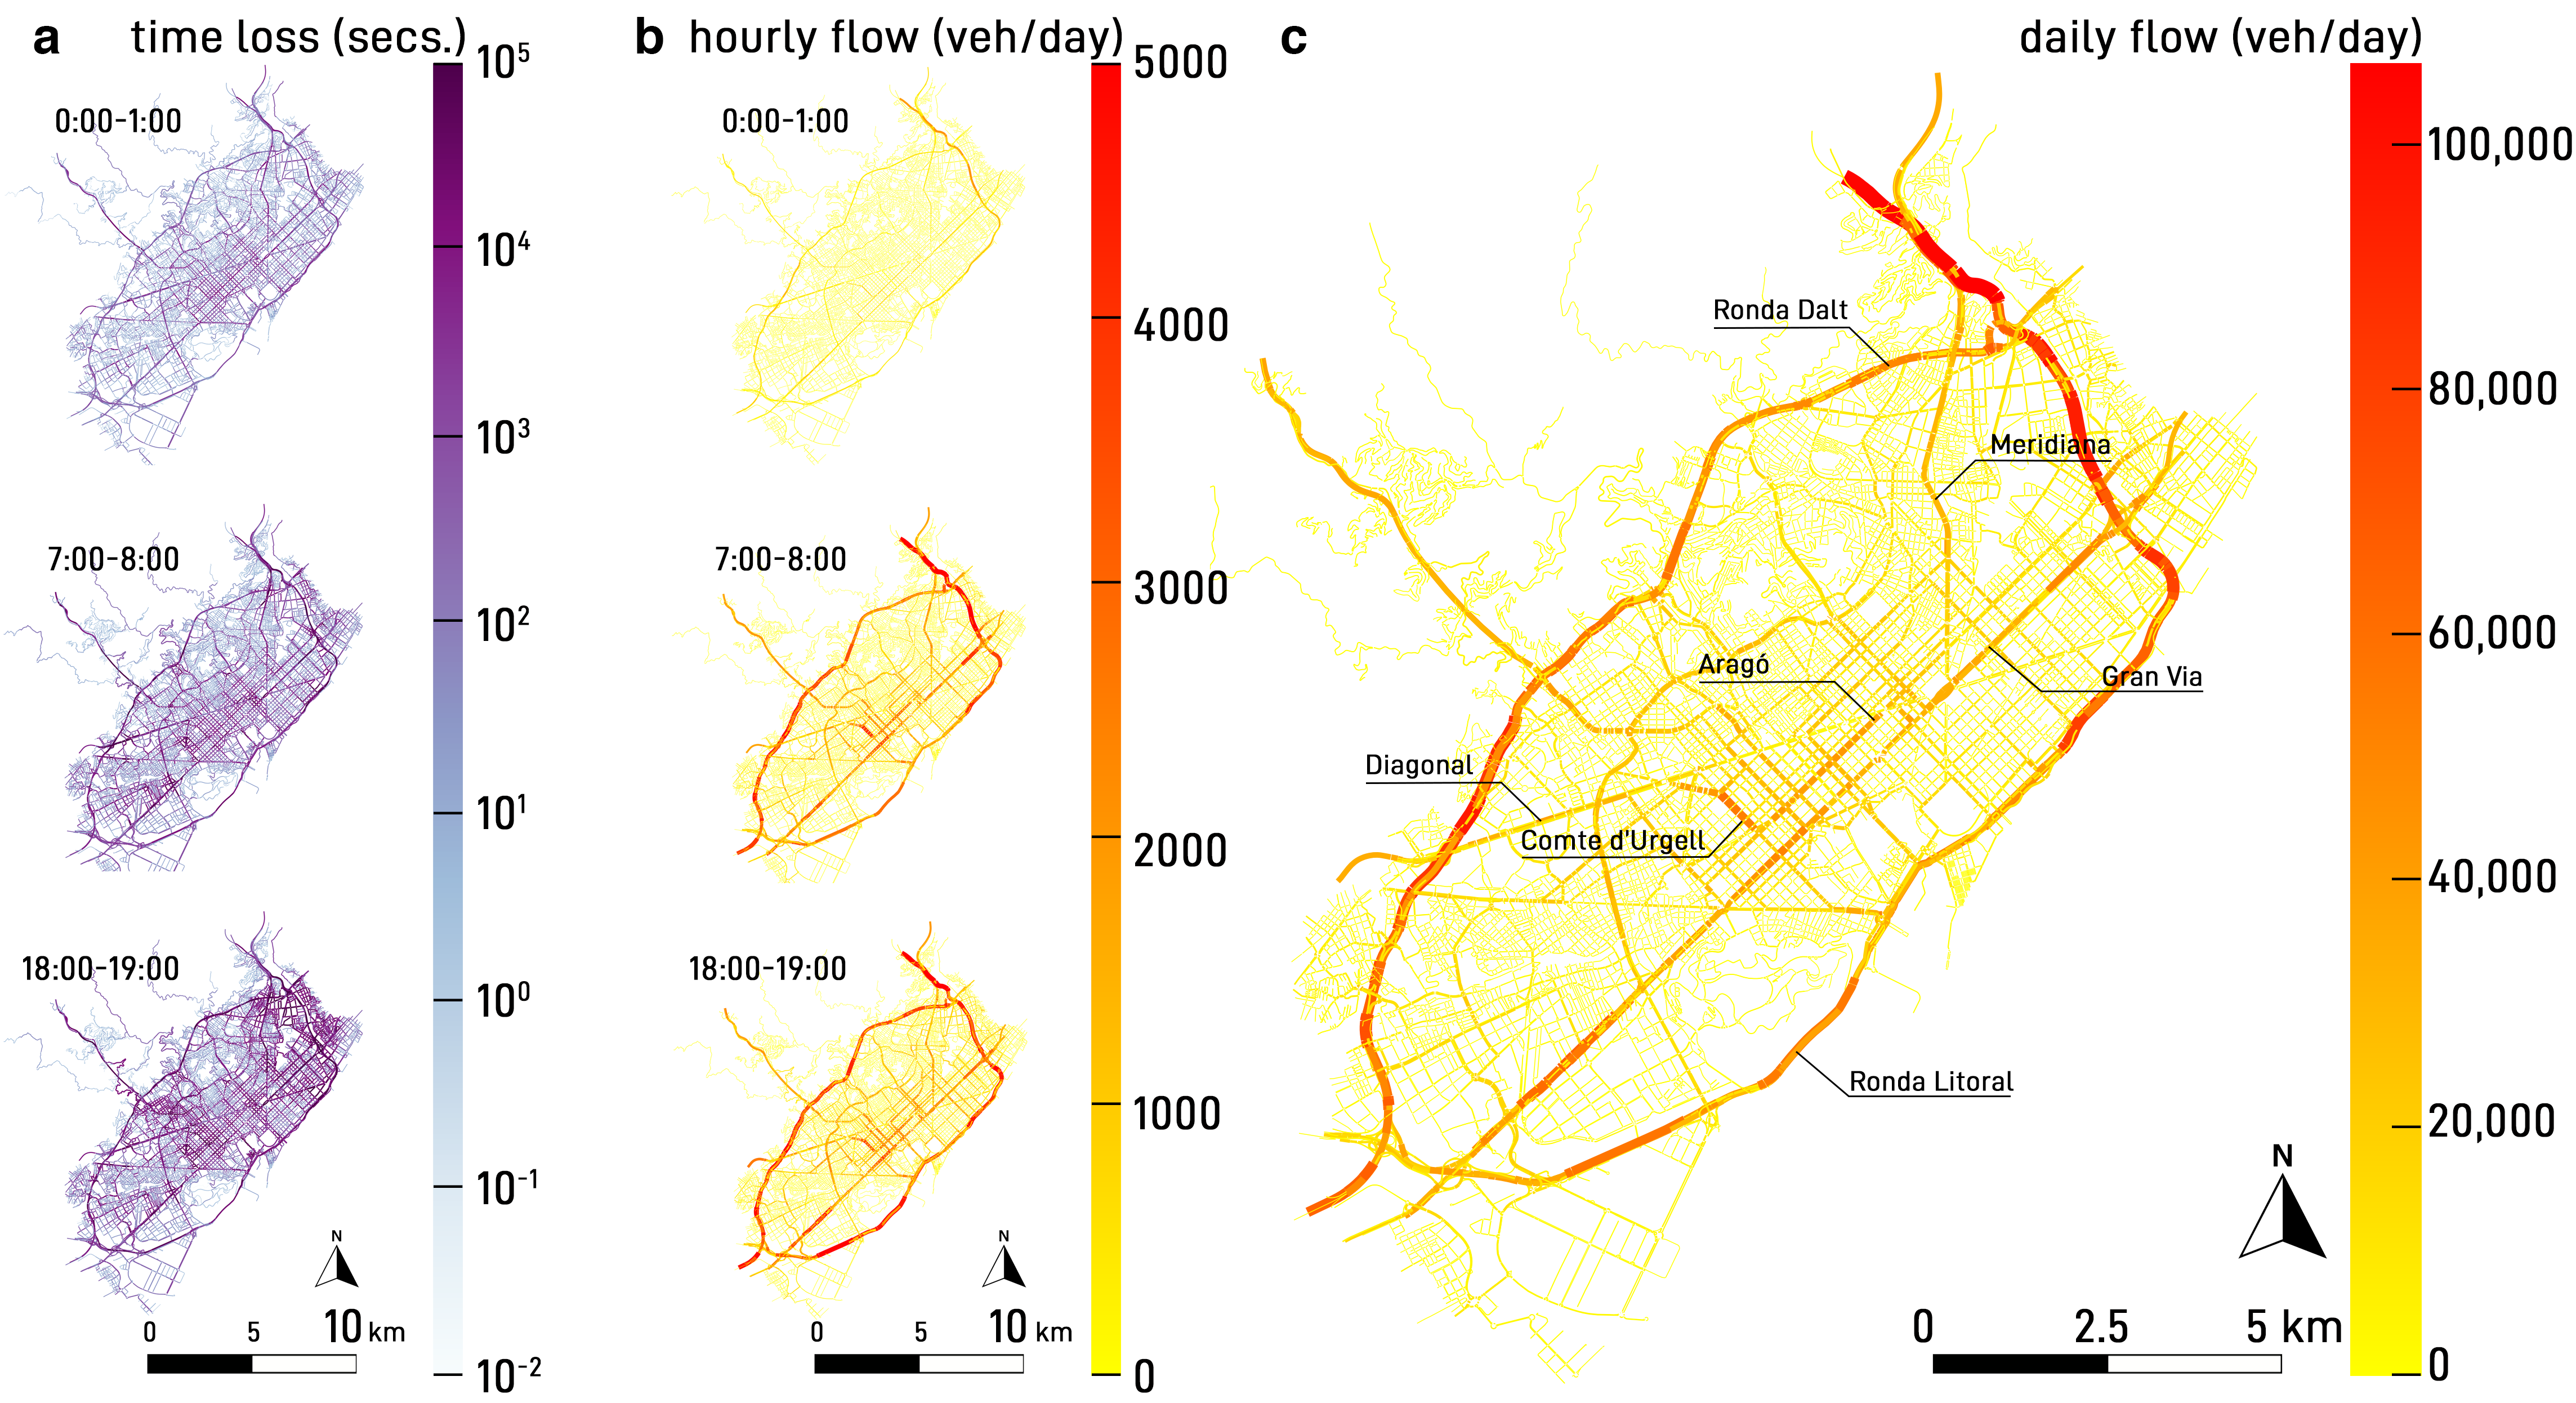 a time loss (secs.)
10⁵
0:00-1:00
10⁴
10³
7:00-8:00
10²
10¹
18:00-19:00
10⁰
10⁻¹
N
0 5 10 km
10⁻²
b hourly flow (veh/day)
5000
0:00-1:00
4000
7:00-8:00
3000
2000
18:00-19:00
1000
N
0 5 10 km
0
c daily flow (veh/day)
100,000
Ronda Dalt
80,000
Meridiana
60,000
Aragó
Gran Via
Diagonal
Comte d'Urgell
40,000
Ronda Litoral
20,000
N
0 2.5 5 km
0